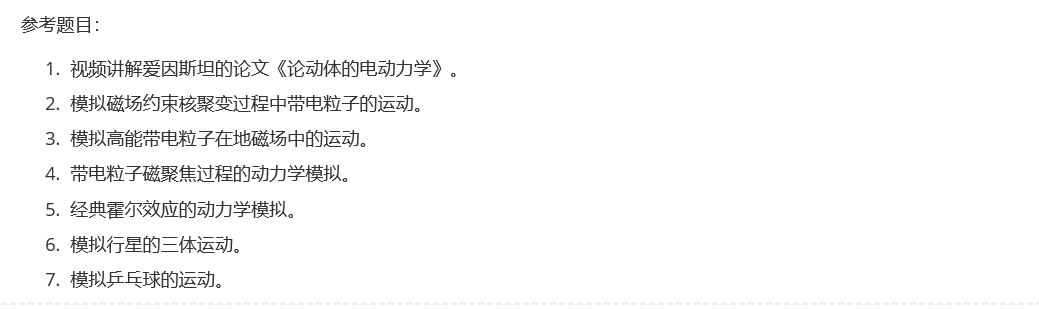 参考题目：
1. 视频讲解爱因斯坦的论文《论动体的电动力学》。
2. 模拟磁场约束核聚变过程中带电粒子的运动。
3. 模拟高能带电粒子在地磁场中的运动。
4. 带电粒子磁聚焦过程的动力学模拟。
5. 经典霍尔效应的动力学模拟。
6. 模拟行星的三体运动。
7. 模拟乒乓球的运动。